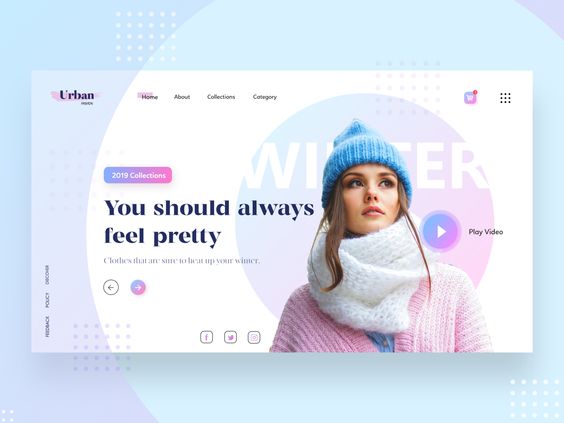 Urban
INSIDE
Home
About
Collections
Category
WINTER
2019 Collections
You should always
feel pretty
Clothes that are sure to heat up your winter.
Play Video
DISCOVER
POLICY
FEEDBACK